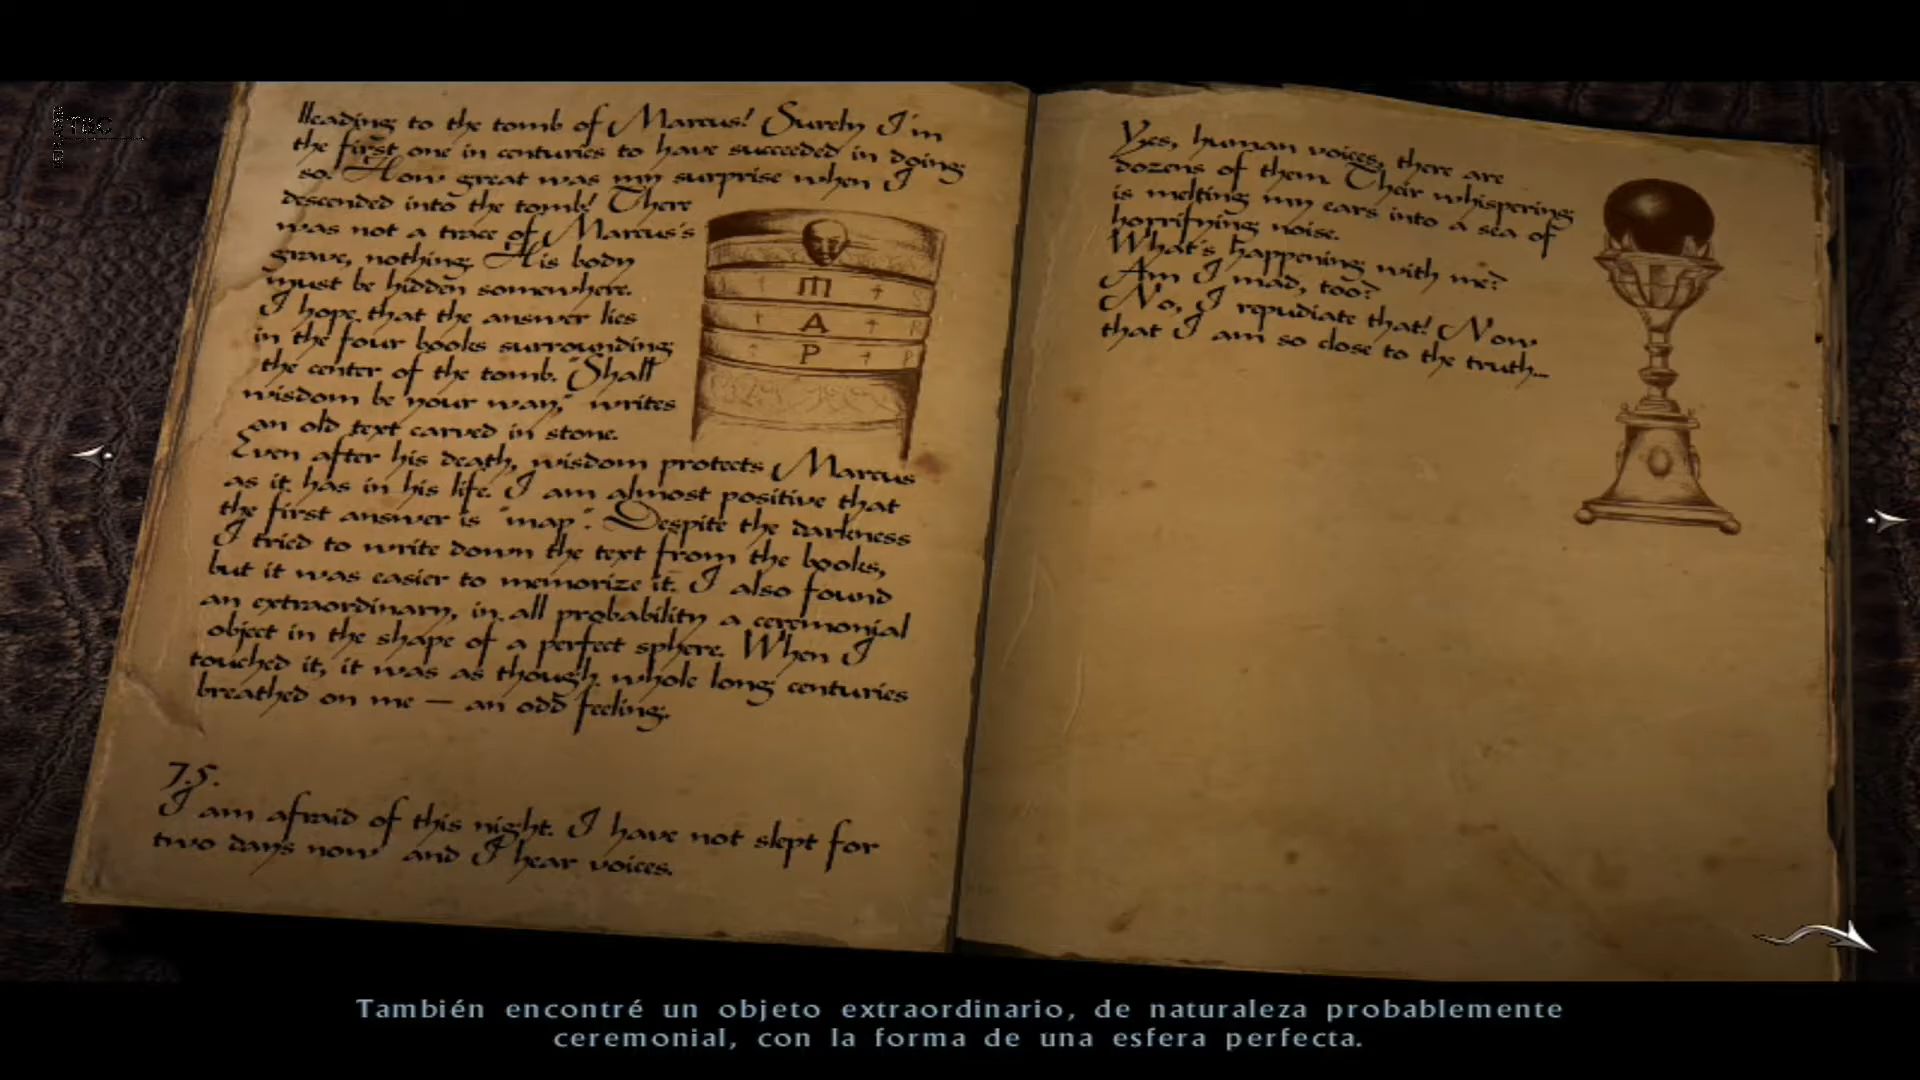 Heading to the tomb of Marcus! Surely I'm
the first one in centuries to have succeeded in doing
so! How great was my surprise when I
descended into the tomb! There
was not a trace of Marcus's
grave, nothing. His body
must be hidden somewhere.
I hope that the answer lies
in the four books surrounding
the center of the tomb. "Shall
wisdom be your way," writes
an old text carved in stone.
Even after his death, wisdom protects Marcus
as it has in his life. I am almost positive that
the first answer is "map". Despite the darkness
I tried to write down the text from the books,
but it was easier to memorize it. I also found
an extraordinary, in all probability a ceremonial
object in the shape of a perfect sphere. When I
touched it, it was as though whole long centuries
breathed on me – an odd feeling.
M
A
P
7.5.
I am afraid of this night. I have not slept for
two days now and I hear voices.
Yes, human voices, there are
dozens of them. Their whispering
is melting my ears into a sea of
horrifying noise.
What's happening with me?
Am I mad, too?
No, I repudiate that! Now
that I am so close to the truth...
También encontré un objeto extraordinario, de naturaleza probablemente
ceremonial, con la forma de una esfera perfecta.